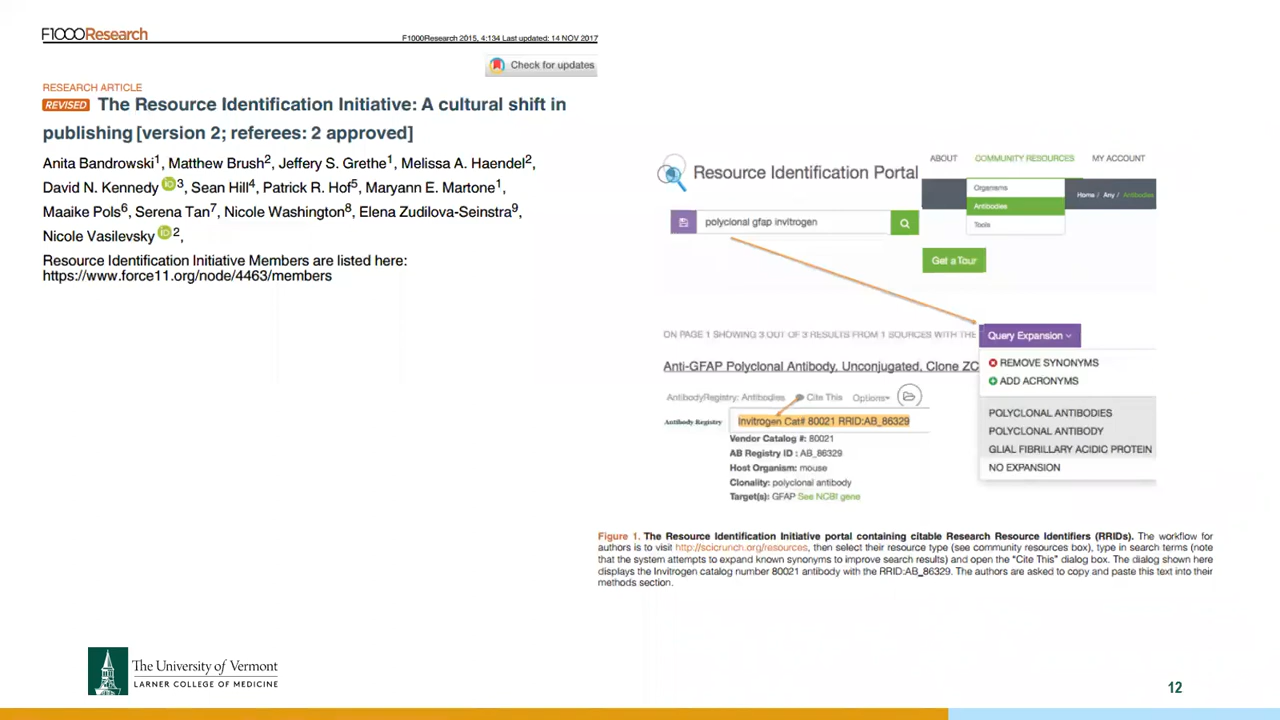 F1000Research
F1000Research 2015, 4:134 Last updated: 14 NOV 2017
Check for updates
RESEARCH ARTICLE
REVISED The Resource Identification Initiative: A cultural shift in
publishing [version 2; referees: 2 approved]
Anita Bandrowski1, Matthew Brush2, Jeffery S. Grethe1, Melissa A. Haendel2,
David N. Kennedy iD 3, Sean Hill4, Patrick R. Hof5, Maryann E. Martone1,
Maaike Pols6, Serena Tan7, Nicole Washington8, Elena Zudilova-Seinstra9,
Nicole Vasilevsky iD 2,
Resource Identification Initiative Members are listed here:
https://www.force11.org/node/4463/members
Resource Identification Portal
ABOUT COMMUNITY RESOURCES MY ACCOUNT
Organisms
Antibodies
Tools
Home / Any / Antibodies
polyclonal gfap invitrogen
Get a Tour
ON PAGE 1 SHOWING 3 OUT OF 3 RESULTS FROM 1 SOURCES WITH THE
Query Expansion
REMOVE SYNONYMS
ADD ACRONYMS
POLYCLONAL ANTIBODIES
POLYCLONAL ANTIBODY
GLIAL FIBRILLARY ACIDIC PROTEIN
NO EXPANSION
Anti-GFAP Polyclonal Antibody, Unconjugated, Clone ZC
AntibodyRegistry: Antibodies Cite This Options
Antibody Registry
Invitrogen Cat# 80021 RRID:AB_86329
Vendor Catalog #: 80021
AB Registry ID : AB_86329
Host Organism: mouse
Clonality: polyclonal antibody
Target(s): GFAP See NCBI gene
Figure 1. The Resource Identification Initiative portal containing citable Research Resource Identifiers (RRIDs). The workflow for
authors is to visit http://scicrunch.org/resources, then select their resource type (see community resources box), type in search terms (note
that the system attempts to expand known synonyms to improve search results) and open the "Cite This" dialog box. The dialog shown here
displays the Invitrogen catalog number 80021 antibody with the RRID:AB_86329. The authors are asked to copy and paste this text into their
methods section.
The University of Vermont
LARNER COLLEGE OF MEDICINE
12